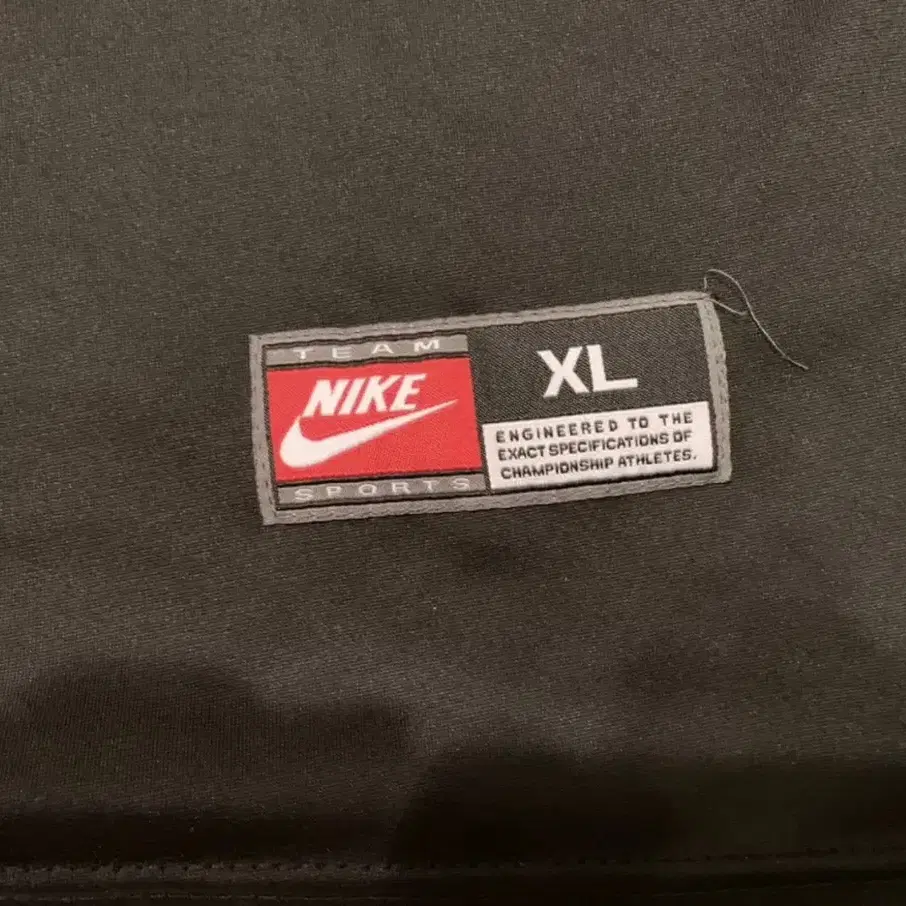 TEAM
NIKE
SPORTS
XL
ENGINEERED TO THE
EXACT SPECIFICATIONS OF
CHAMPIONSHIP ATHLETES.